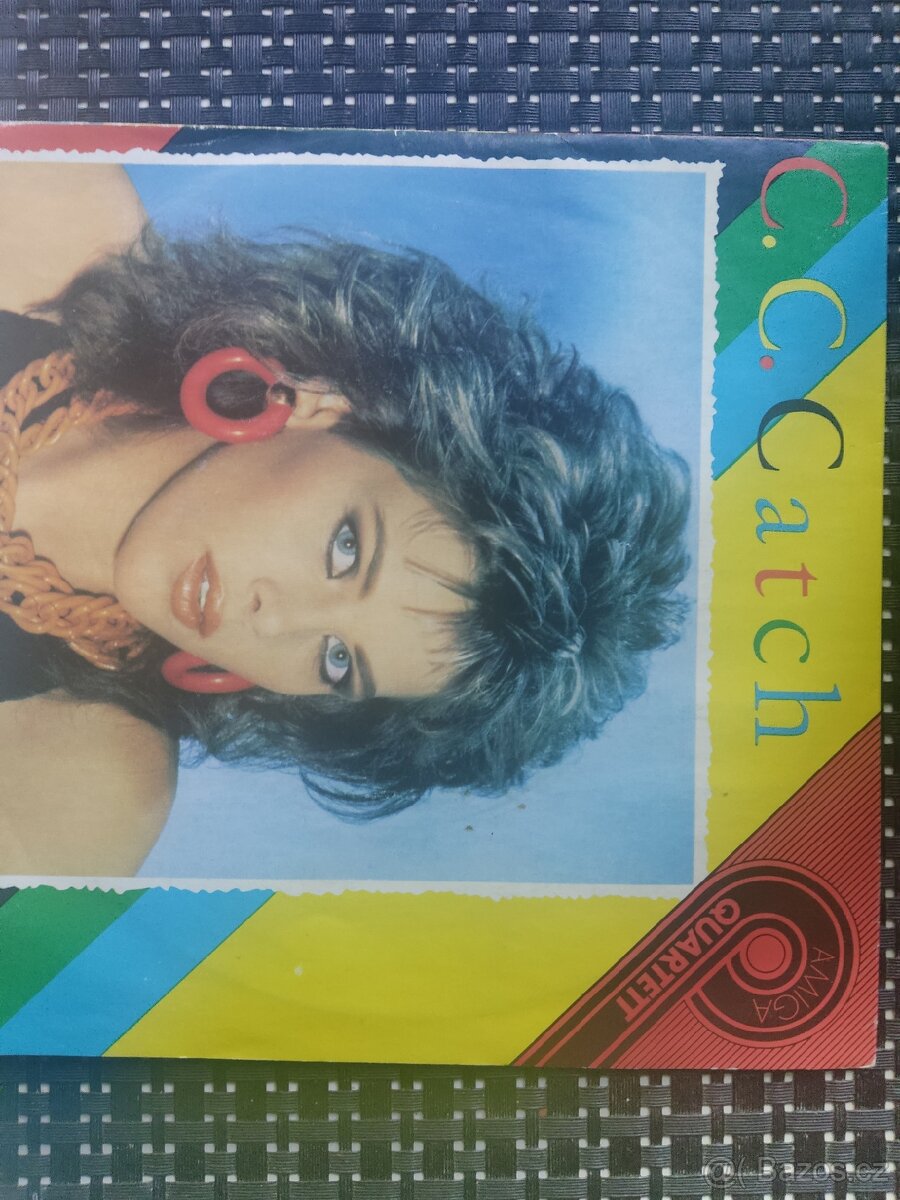 C.C.Catch
AMIGA
QUARTETT
@( Bazos.cz